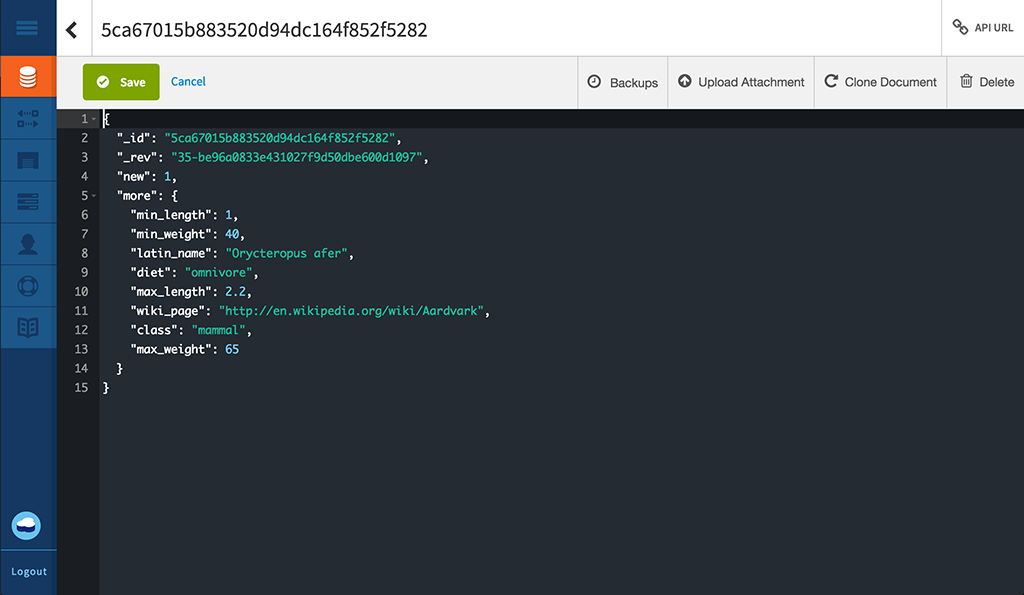 5ca67015b883520d94dc164f852f5282
API URL
Save
Cancel
Backups
Upload Attachment
Clone Document
Delete
1 {
2 "_id": "5ca67015b883520d94dc164f852f5282",
3 "_rev": "35-be96a0833e431027f9d50dbe600d1097",
4 "new": 1,
5 "more": {
6 "min_length": 1,
7 "min_weight": 40,
8 "latin_name": "Orycteropus afer",
9 "diet": "omnivore",
10 "max_length": 2.2,
11 "wiki_page": "http://en.wikipedia.org/wiki/Aardvark",
12 "class": "mammal",
13 "max_weight": 65
14 }
15 }
Logout